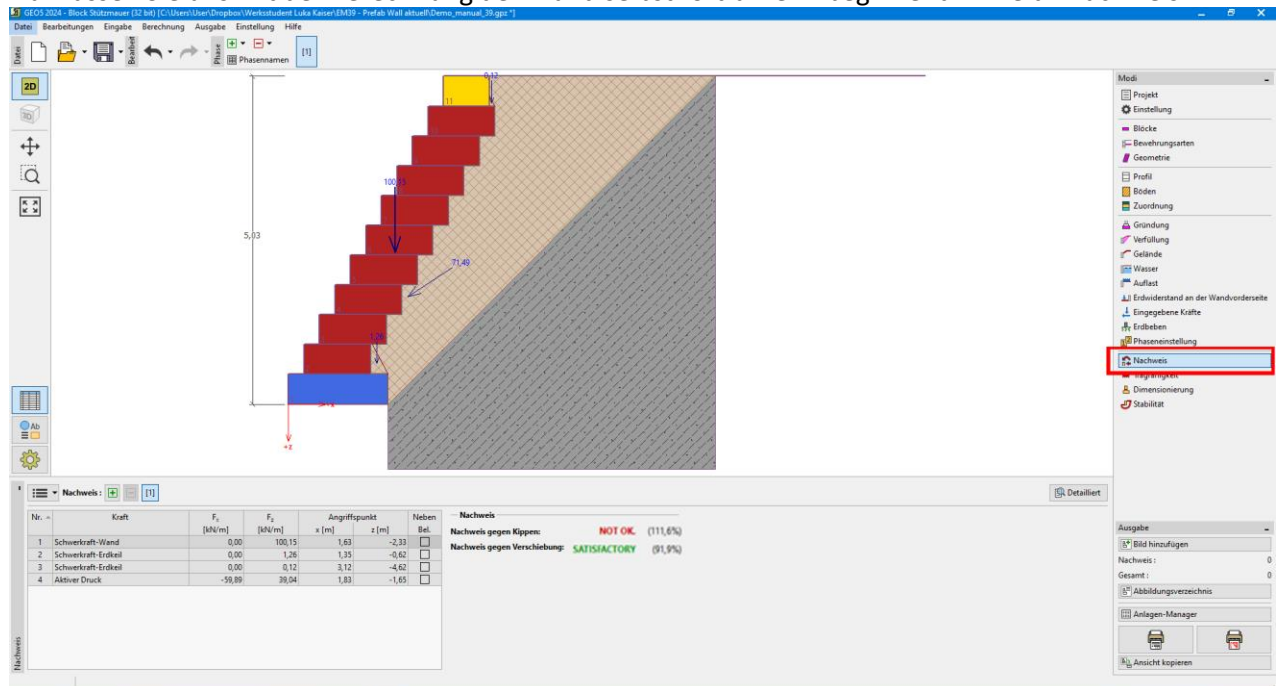 GEO5 2024 - Block Stützmauer (32 bit) [C:\Users\User\Dropbox\Werksstudent Luka Kaiser\EM39 - Prefab Wall aktuell\Demo_manual_39.gpz *]
Datei Bearbeitungen Eingabe Berechnung Ausgabe Einstellung Hilfe
Datei
Bearbeit
Phase
Phasennamen
[1]
2D
3D
0,12
11
100,15
5,03
71,49
1,26
+x
+z
Modi
Projekt
Einstellung
Blöcke
Bewehrungsarten
Geometrie
Profil
Böden
Zuordnung
Gründung
Verfüllung
Gelände
Wasser
Auflast
Erdwiderstand an der Wandvorderseite
Eingegebene Kräfte
Erdbeben
Phaseneinstellung
Nachweis
Tragfähigkeit
Dimensionierung
Stabilität
Nachweis : [1] Detailliert
Nr. Kraft Fx Fz Angriffspunkt Neben
[kN/m] [kN/m] x [m] z [m] Bel.
1 Schwerkraft-Wand 0,00 100,15 1,63 -2,33
2 Schwerkraft-Erdkeil 0,00 1,26 1,35 -0,62
3 Schwerkraft-Erdkeil 0,00 0,12 3,12 -4,62
4 Aktiver Druck -59,89 39,04 1,83 -1,65
Nachweis
Nachweis gegen Kippen: NOT OK. (111,6%)
Nachweis gegen Verschiebung: SATISFACTORY (91,9%)
Nachweis
Ausgabe
Bild hinzufügen
Nachweis : 0
Gesamt : 0
Abbildungsverzeichnis
Anlagen-Manager
Ansicht kopieren